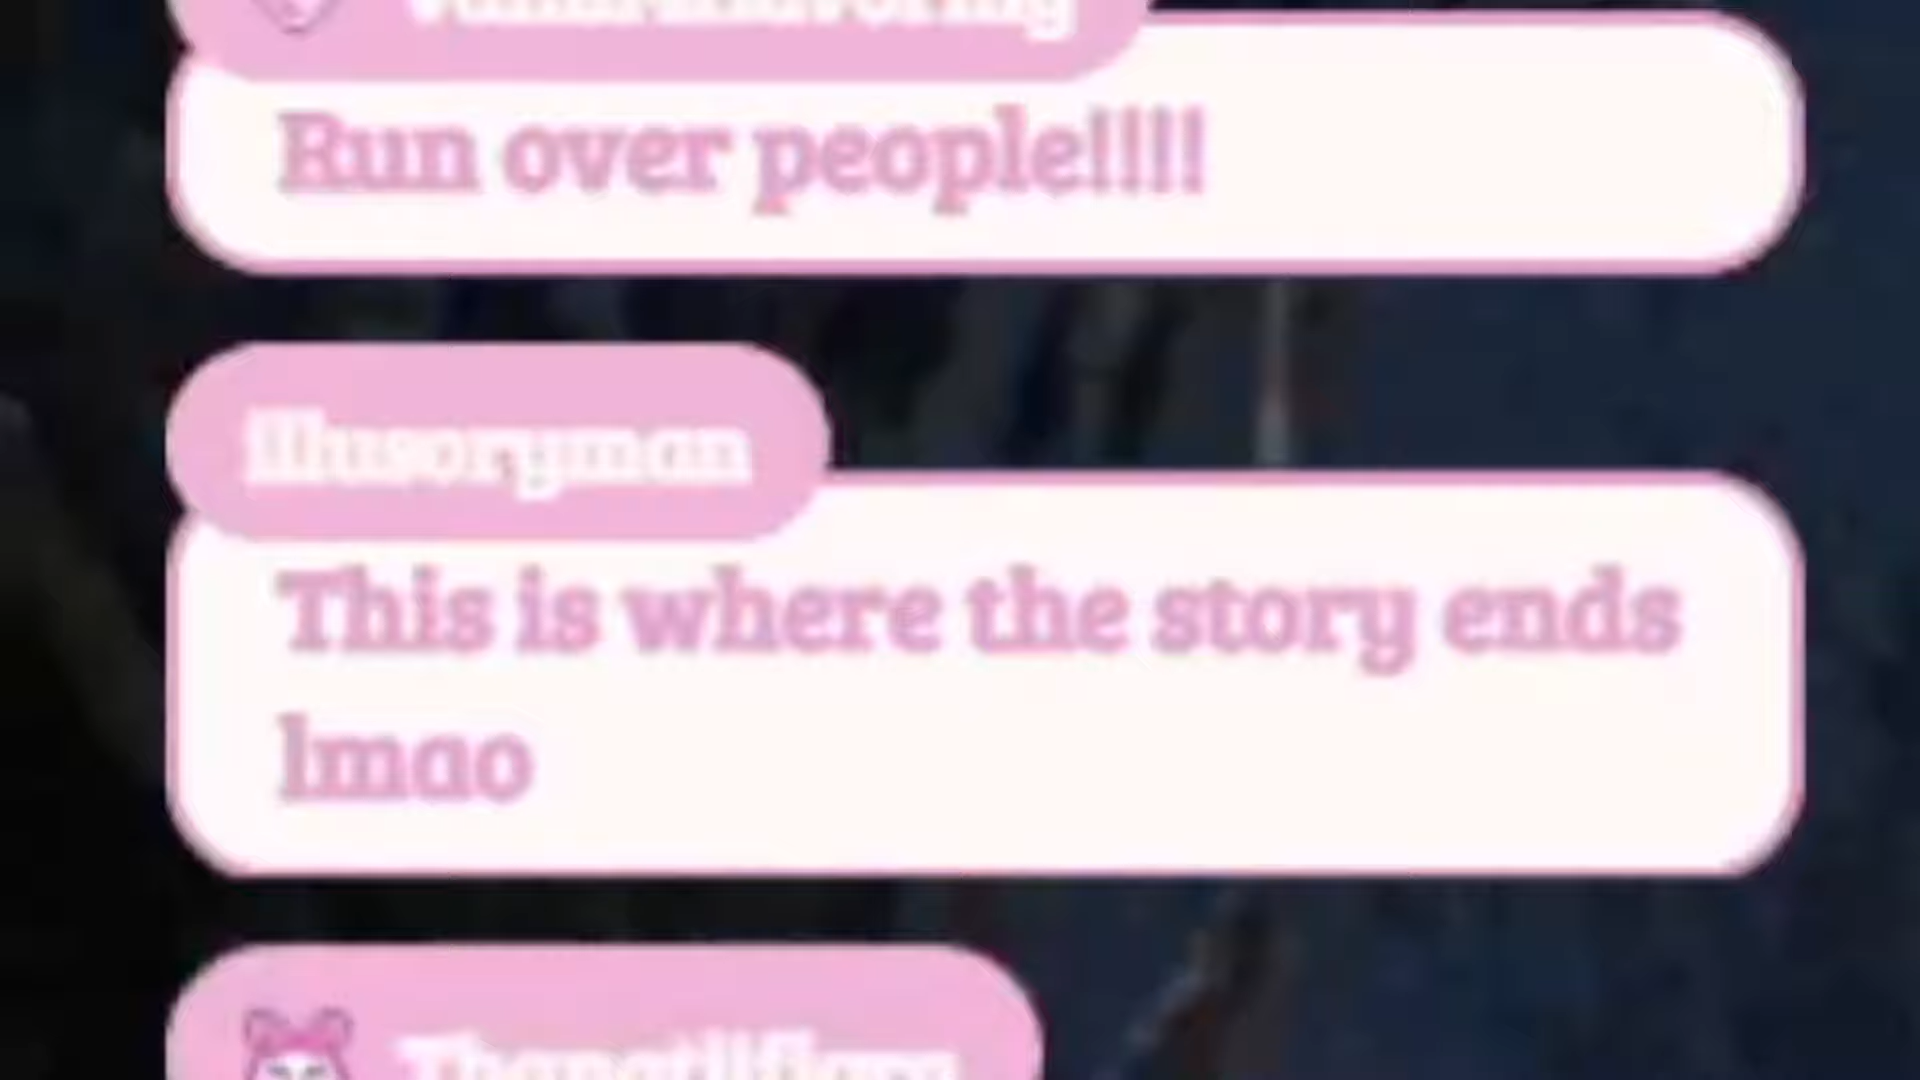 Run over people!!!!
illusoryman
This is where the story ends
lmao